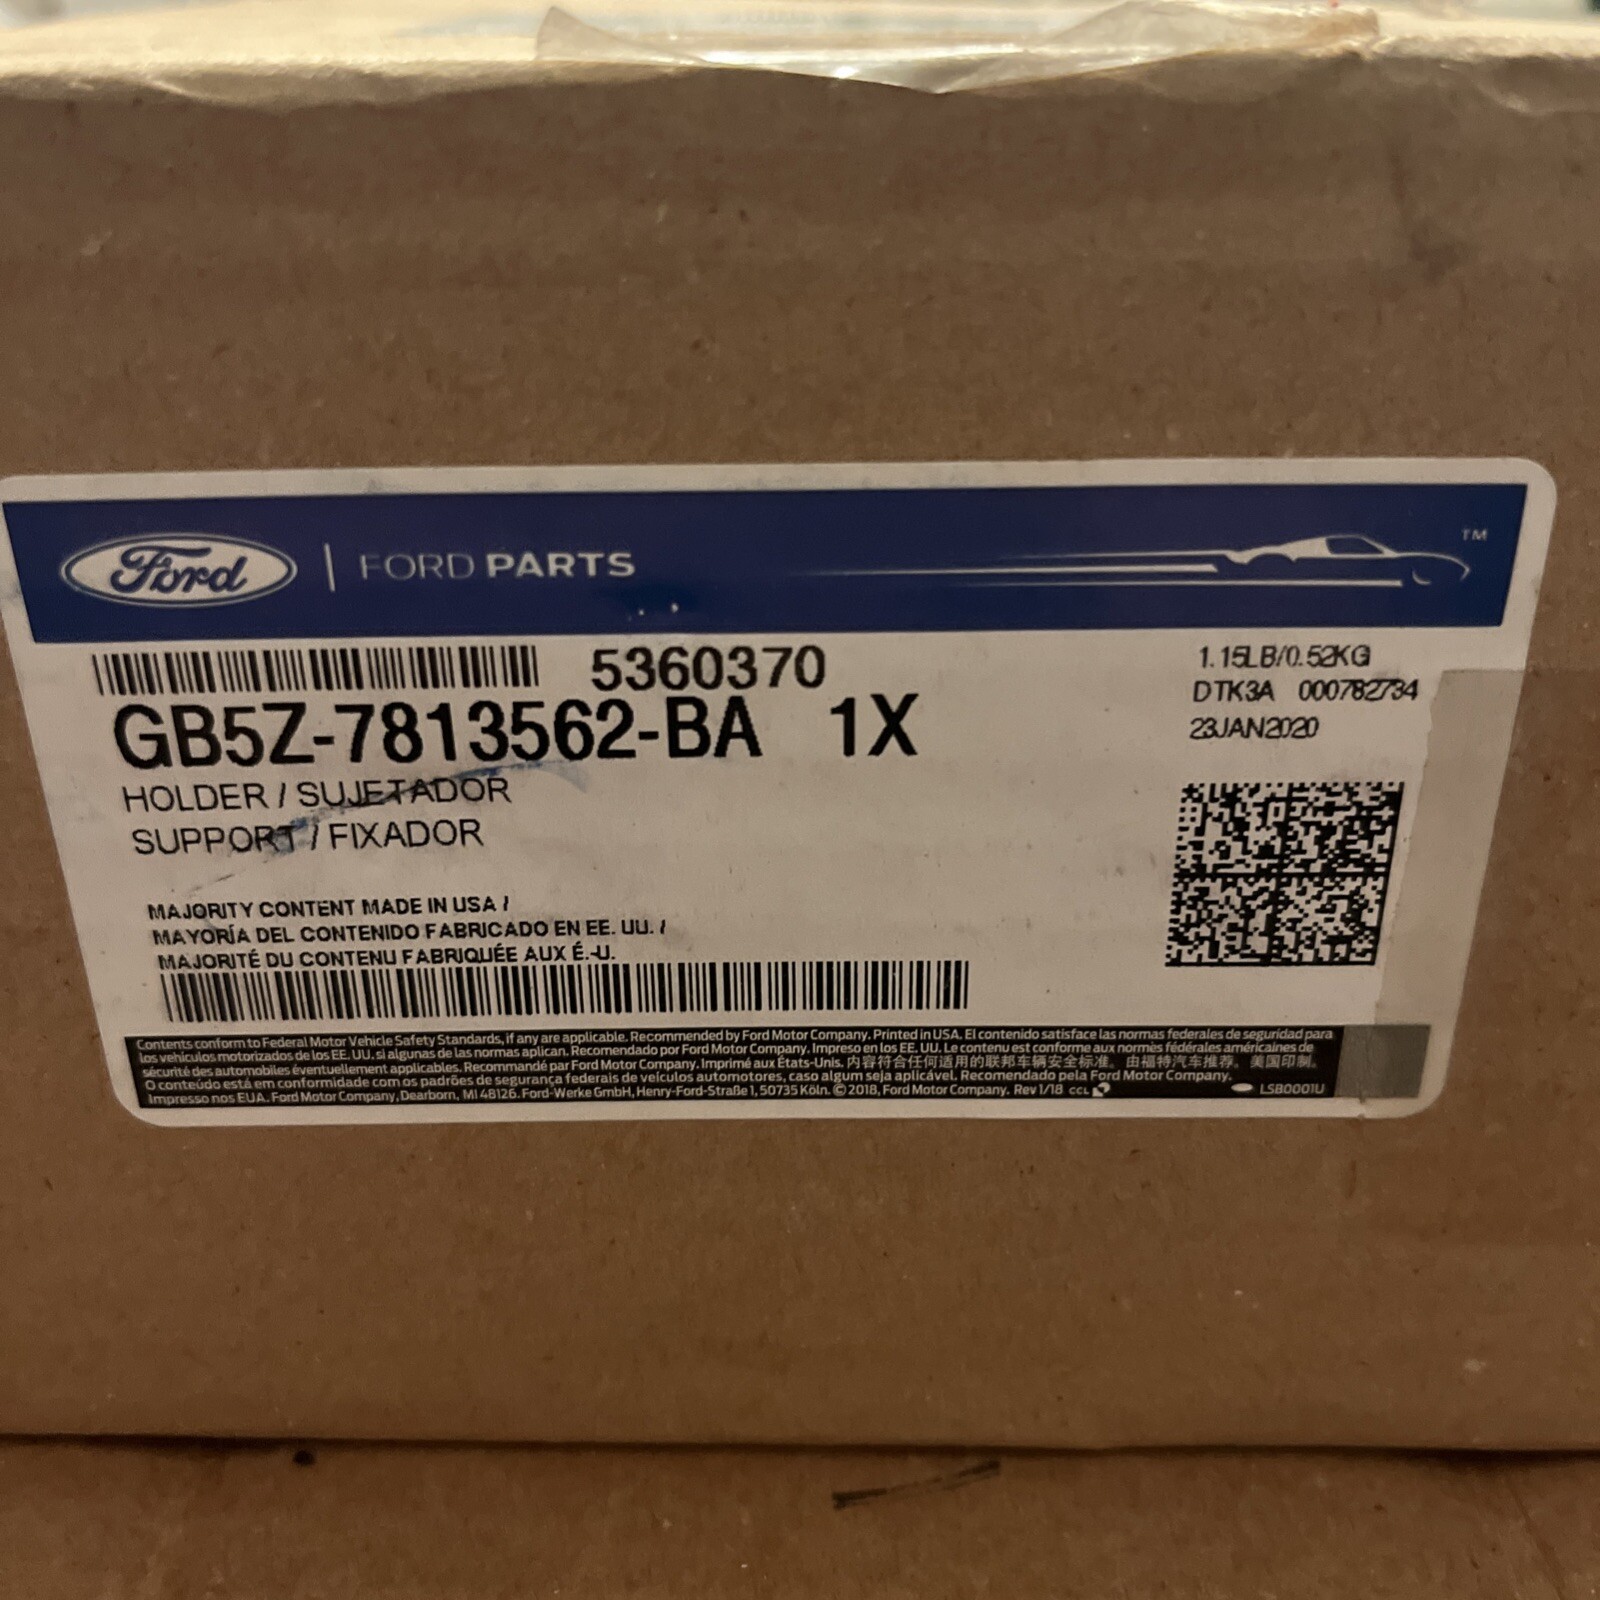 Ford | FORD PARTS
TM
5360370
GB5Z-7813562-BA 1X
HOLDER / SUJETADOR
SUPPORT / FIXADOR
1.15LB/0.52KG
DTK3A 000782734
23JAN2020
MAJORITY CONTENT MADE IN USA /
MAYORÍA DEL CONTENIDO FABRICADO EN EE. UU. /
MAJORITÉ DU CONTENU FABRIQUÉE AUX É.-U.
Contents conform to Federal Motor Vehicle Safety Standards, if any are applicable. Recommended by Ford Motor Company. Printed in USA. El contenido satisface las normas federales de seguridad para
los vehículos motorizados de los EE. UU. si algunas de las normas aplican. Recomendado por Ford Motor Company. Impreso en los EE. UU. Le contenu est conforme aux normes fédérales américaines de
sécurité des automobiles éventuellement applicables. Recommandé par Ford Motor Company. Imprimé aux États-Unis. 内容符合任何适用的联邦车辆安全标准。由福特汽车推荐。美国印制。
O conteúdo está em conformidade com os padrões de segurança federais de veículos automotores, caso algum seja aplicável. Recomendado pela Ford Motor Company.
Impresso nos EUA. Ford Motor Company, Dearborn, MI 48126. Ford-Werke GmbH, Henry-Ford-Straße 1, 50735 Köln. © 2018, Ford Motor Company. Rev 1/18 CCL
LSB0001U